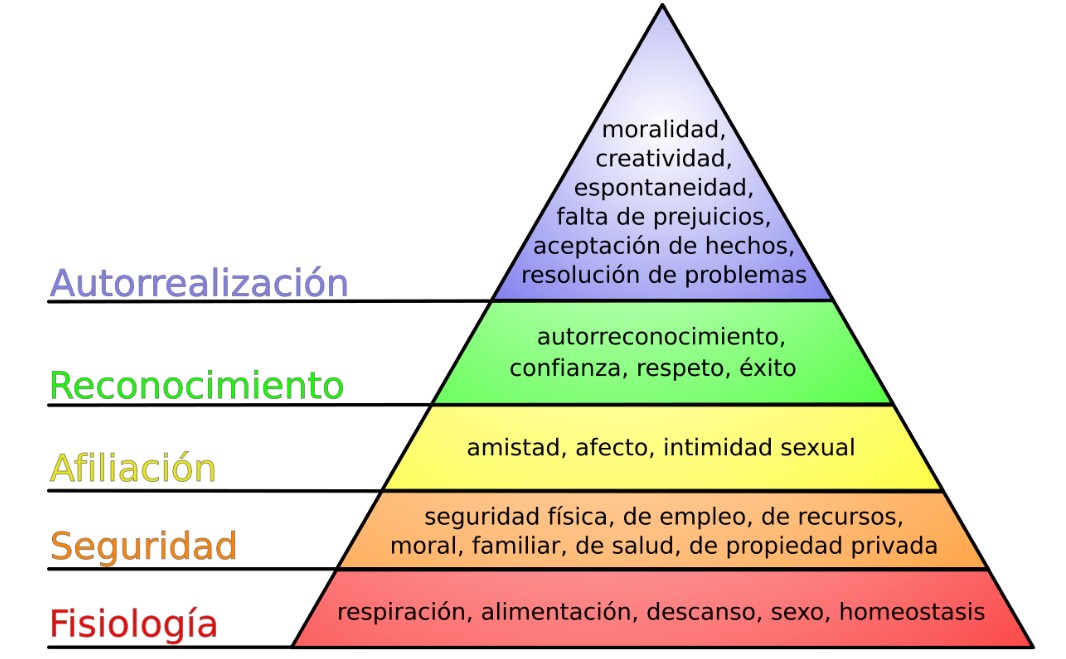 moralidad,
creatividad,
espontaneidad,
falta de prejuicios,
aceptación de hechos,
resolución de problemas
Autorrealización
autorreconocimiento,
confianza, respeto, éxito
Reconocimiento
amistad, afecto, intimidad sexual
Afiliación
seguridad física, de empleo, de recursos,
moral, familiar, de salud, de propiedad privada
Seguridad
respiración, alimentación, descanso, sexo, homeostasis
Fisiología